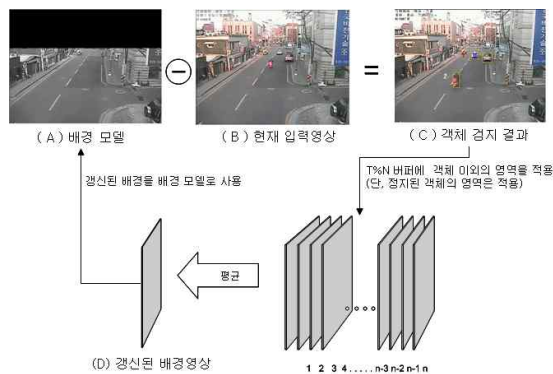 (A) 배경 모델
(B) 현재 입력영상
(C) 객체 검지 결과
T%N 버퍼에 객체 이외의 영역을 적용
(단, 정지된 객체의 영역은 적용)
갱신된 배경을 배경 모델로 사용
평균
(D) 갱신된 배경영상
1 2 3 4 ..... n-3 n-2 n-1 n